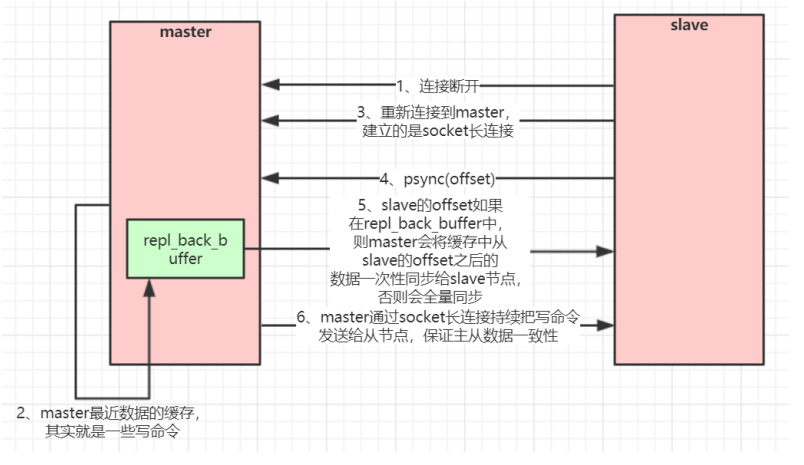 master
slave
1、连接断开
3、重新连接到master，
建立的是socket长连接
4、psync(offset)
5、slave的offset如果
在repl_back_buffer中，
则master会将缓存中从
slave的offset之后的
数据一次性同步给slave节点，
否则会全量同步
repl_back_b
uffer
6、master通过socket长连接持续把写命令
发送给从节点，保证主从数据一致性
2、master最近数据的缓存，
其实就是一些写命令